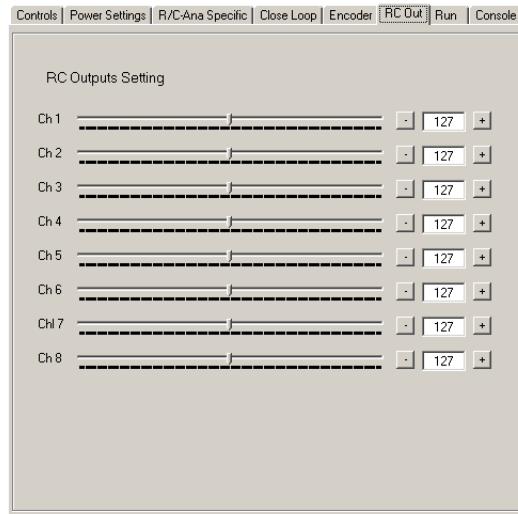 Controls Power Settings R/C-Ana Specific Close Loop Encoder RC Out Run Console
RC Outputs Setting
Ch 1 - 127 +
Ch 2 - 127 +
Ch 3 - 127 +
Ch 4 - 127 +
Ch 5 - 127 +
Ch 6 - 127 +
Chl 7 - 127 +
Ch 8 - 127 +